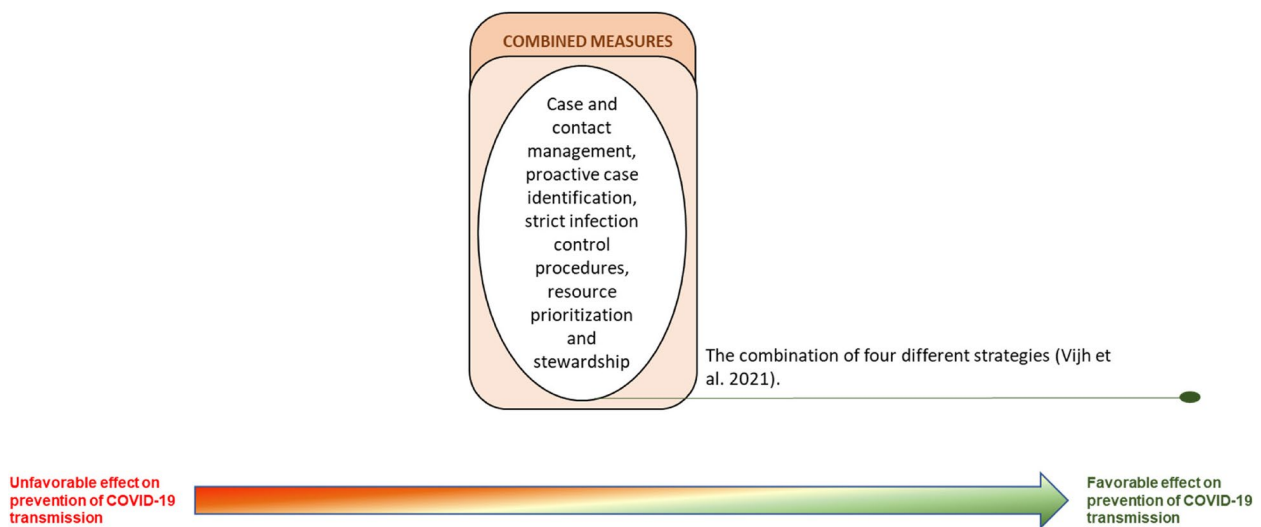 COMBINED MEASURES
Case and
contact
management,
proactive case
identification,
strict infection
control
procedures,
resource
prioritization
and
stewardship
The combination of four different strategies (Vijh et
al. 2021).
Unfavorable effect on
prevention of COVID-19
transmission
Favorable effect on
prevention of COVID-19
transmission